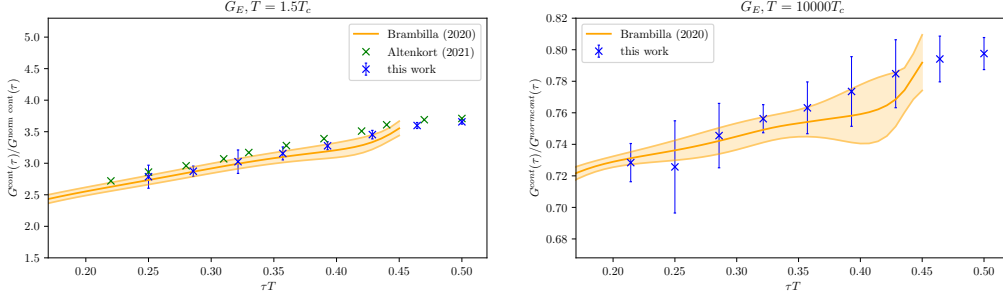 G_E, T = 1.5T_c
G^cont(τ)/G^norm cont(τ)
5.0
4.5
4.0
3.5
3.0
2.5
2.0
1.5
Brambilla (2020)
Altenkort (2021)
this work
0.20 0.25 0.30 0.35 0.40 0.45 0.50
τT
G_E, T = 10000T_c
G^cont(τ)/G^normcont(τ)
0.82
0.80
0.78
0.76
0.74
0.72
0.70
0.68
Brambilla (2020)
this work
0.20 0.25 0.30 0.35 0.40 0.45 0.50
τT